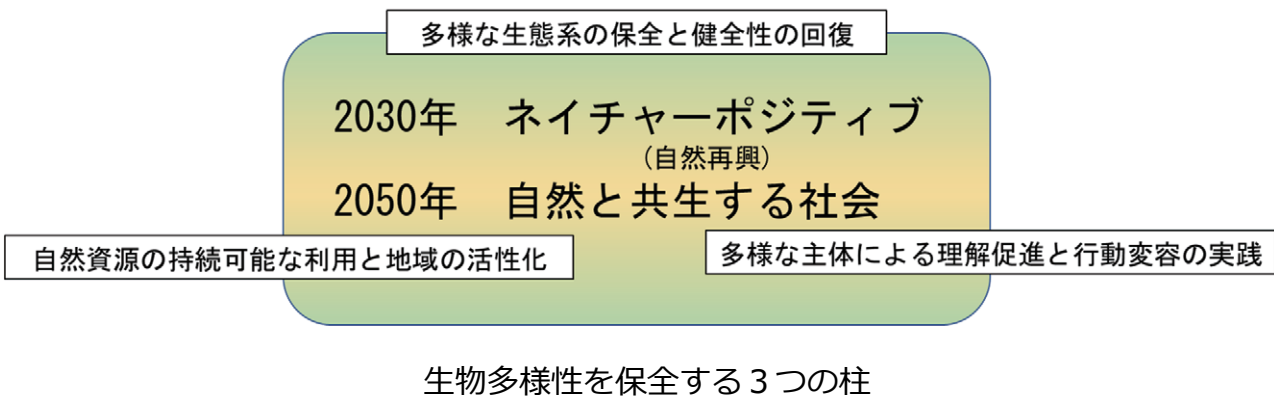 多様な生態系の保全と健全性の回復
2030年　ネイチャーポジティブ
(自然再興)
2050年　自然と共生する社会
自然資源の持続可能な利用と地域の活性化
多様な主体による理解促進と行動変容の実践
生物多様性を保全する３つの柱